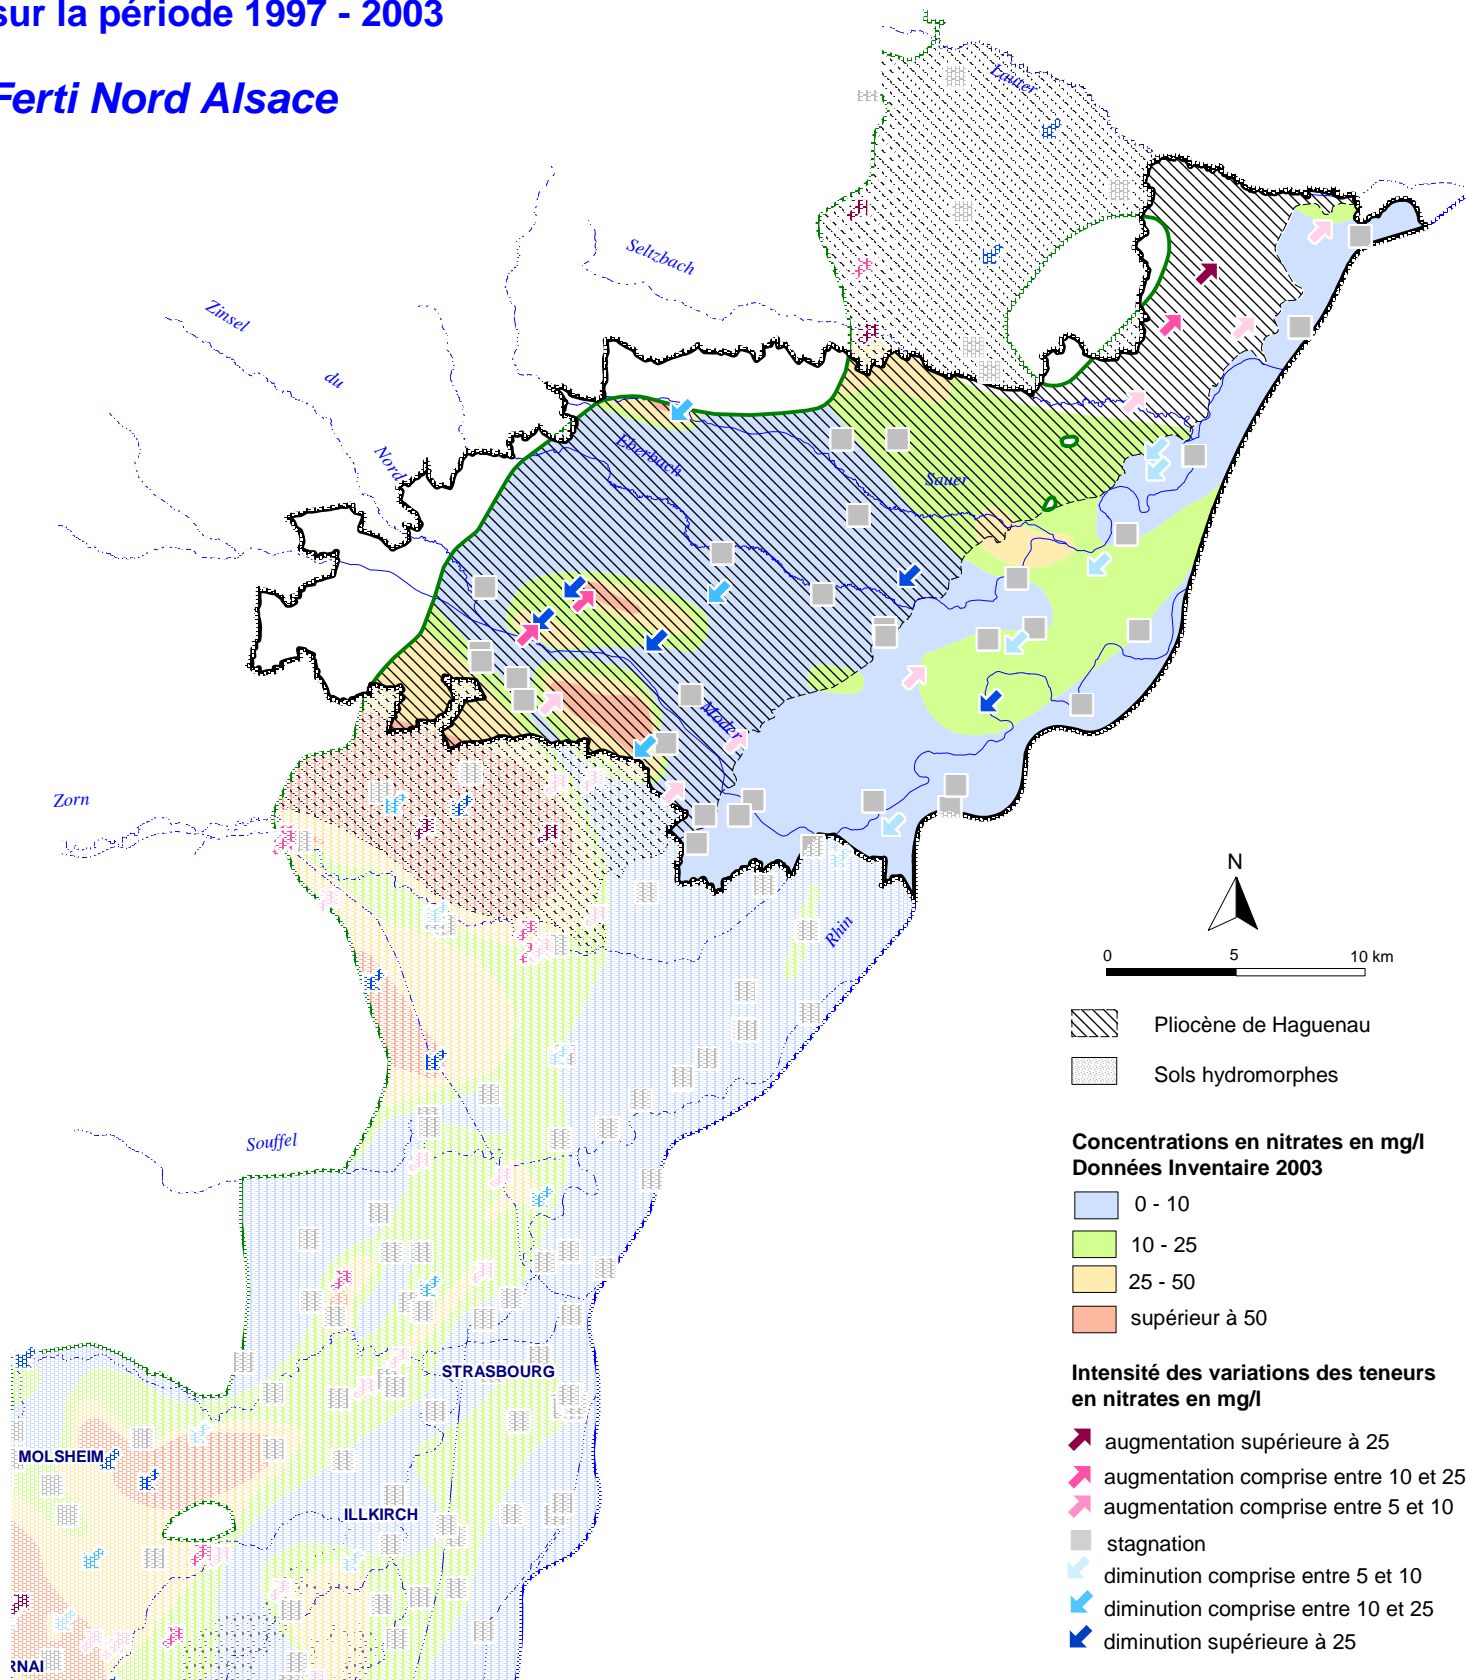 sur la période 1997 - 2003
Ferti Nord Alsace
Lauter
Seltzbach
Zinsel
du
Nord
Eberbach
Sauer
Moder
Zorn
Rhin
N
0 5 10 km
Pliocène de Haguenau
Sols hydromorphes
Souffel
Concentrations en nitrates en mg/l
Données Inventaire 2003
0 - 10
10 - 25
25 - 50
supérieur à 50
STRASBOURG
Intensité des variations des teneurs
en nitrates en mg/l
MOLSHEIM
augmentation supérieure à 25
augmentation comprise entre 10 et 25
augmentation comprise entre 5 et 10
ILLKIRCH
stagnation
diminution comprise entre 5 et 10
diminution comprise entre 10 et 25
diminution supérieure à 25
RNAI